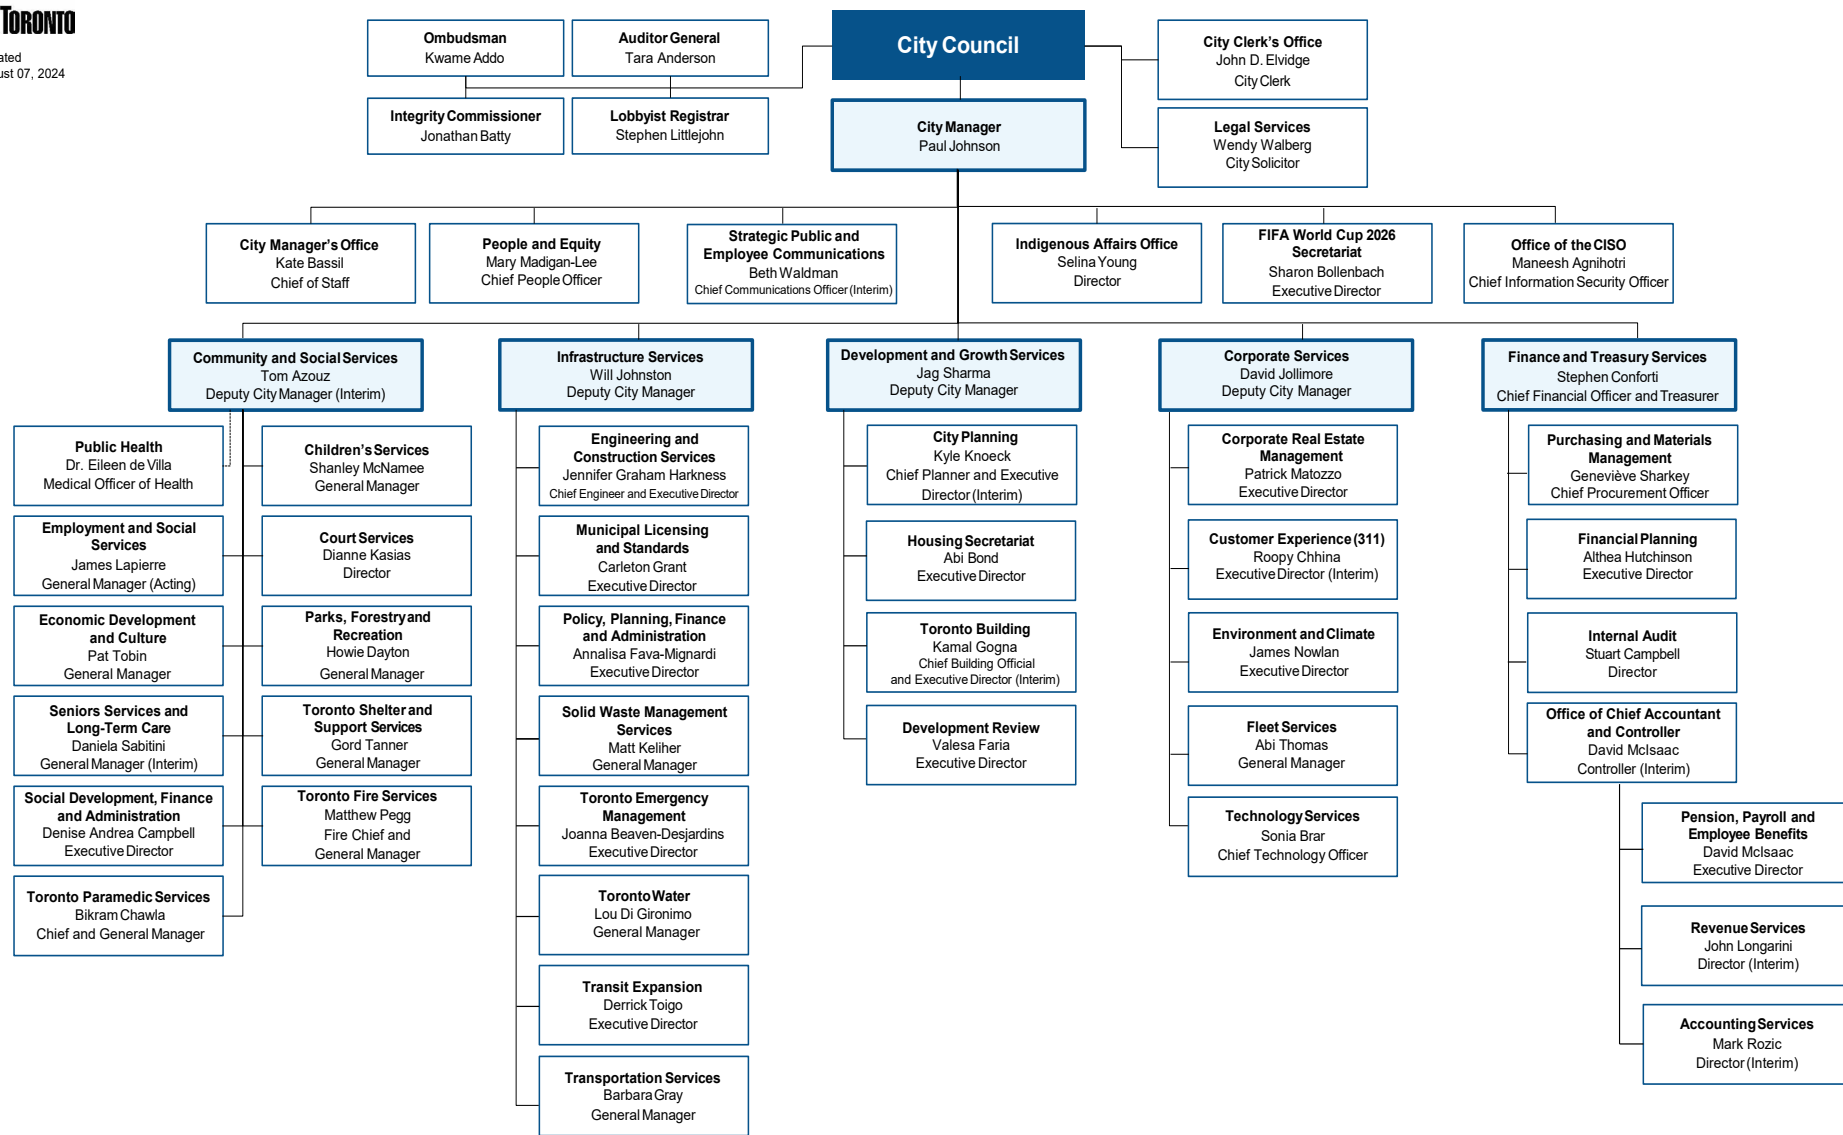 TORONTO
ated
ust 07, 2024
Ombudsman
Kwame Addo
Auditor General
Tara Anderson
Integrity Commissioner
Jonathan Batty
Lobbyist Registrar
Stephen Littlejohn
City Council
City Manager
Paul Johnson
City Clerk's Office
John D. Elvidge
City Clerk
Legal Services
Wendy Walberg
City Solicitor
City Manager's Office
Kate Bassil
Chief of Staff
People and Equity
Mary Madigan-Lee
Chief People Officer
Strategic Public and
Employee Communications
Beth Waldman
Chief Communications Officer (Interim)
Indigenous Affairs Office
Selina Young
Director
FIFA World Cup 2026
Secretariat
Sharon Bollenbach
Executive Director
Office of the CISO
Maneesh Agnihotri
Chief Information Security Officer
Community and Social Services
Tom Azouz
Deputy City Manager (Interim)
Public Health
Dr. Eileen de Villa
Medical Officer of Health
Employment and Social
Services
James Lapierre
General Manager (Acting)
Economic Development
and Culture
Pat Tobin
General Manager
Seniors Services and
Long-Term Care
Daniela Sabitini
General Manager (Interim)
Social Development, Finance
and Administration
Denise Andrea Campbell
Executive Director
Toronto Paramedic Services
Bikram Chawla
Chief and General Manager
Children's Services
Shanley McNamee
General Manager
Court Services
Dianne Kasias
Director
Parks, Forestry and
Recreation
Howie Dayton
General Manager
Toronto Shelter and
Support Services
Gord Tanner
General Manager
Toronto Fire Services
Matthew Pegg
Fire Chief and
General Manager
Infrastructure Services
Will Johnston
Deputy City Manager
Engineering and
Construction Services
Jennifer Graham Harkness
Chief Engineer and Executive Director
Municipal Licensing
and Standards
Carleton Grant
Executive Director
Policy, Planning, Finance
and Administration
Annalisa Fava-Mignardi
Executive Director
Solid Waste Management
Services
Matt Keliher
General Manager
Toronto Emergency
Management
Joanna Beaven-Desjardins
Executive Director
Toronto Water
Lou Di Gironimo
General Manager
Transit Expansion
Derrick Toigo
Executive Director
Transportation Services
Barbara Gray
General Manager
Development and Growth Services
Jag Sharma
Deputy City Manager
City Planning
Kyle Knoeck
Chief Planner and Executive
Director (Interim)
Housing Secretariat
Abi Bond
Executive Director
Toronto Building
Kamal Gogna
Chief Building Official
and Executive Director (Interim)
Development Review
Valesa Faria
Executive Director
Corporate Services
David Jollimore
Deputy City Manager
Corporate Real Estate
Management
Patrick Matozzo
Executive Director
Customer Experience (311)
Roopy Chhina
Executive Director (Interim)
Environment and Climate
James Nowlan
Executive Director
Fleet Services
Abi Thomas
General Manager
Technology Services
Sonia Brar
Chief Technology Officer
Finance and Treasury Services
Stephen Conforti
Chief Financial Officer and Treasurer
Purchasing and Materials
Management
Geneviève Sharkey
Chief Procurement Officer
Financial Planning
Althea Hutchinson
Executive Director
Internal Audit
Stuart Campbell
Director
Office of Chief Accountant
and Controller
David McIsaac
Controller (Interim)
Pension, Payroll and
Employee Benefits
David McIsaac
Executive Director
Revenue Services
John Longarini
Director (Interim)
Accounting Services
Mark Rozic
Director (Interim)